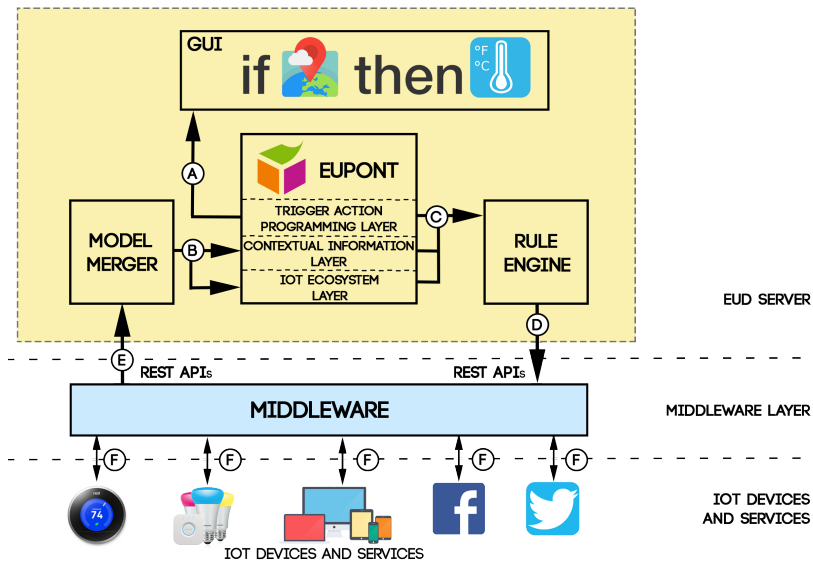 GUI
if then
°F
°C
A
EUPONT
TRIGGER ACTION
PROGRAMMING LAYER
CONTEXTUAL INFORMATION
LAYER
IOT ECOSYSTEM
LAYER
MODEL
MERGER
B
C
RULE
ENGINE
D
E
EUD SERVER
REST APIs
REST APIs
MIDDLEWARE
MIDDLEWARE LAYER
F
F
F
F
F
nest
74
IOT DEVICES AND SERVICES
IOT DEVICES
AND SERVICES